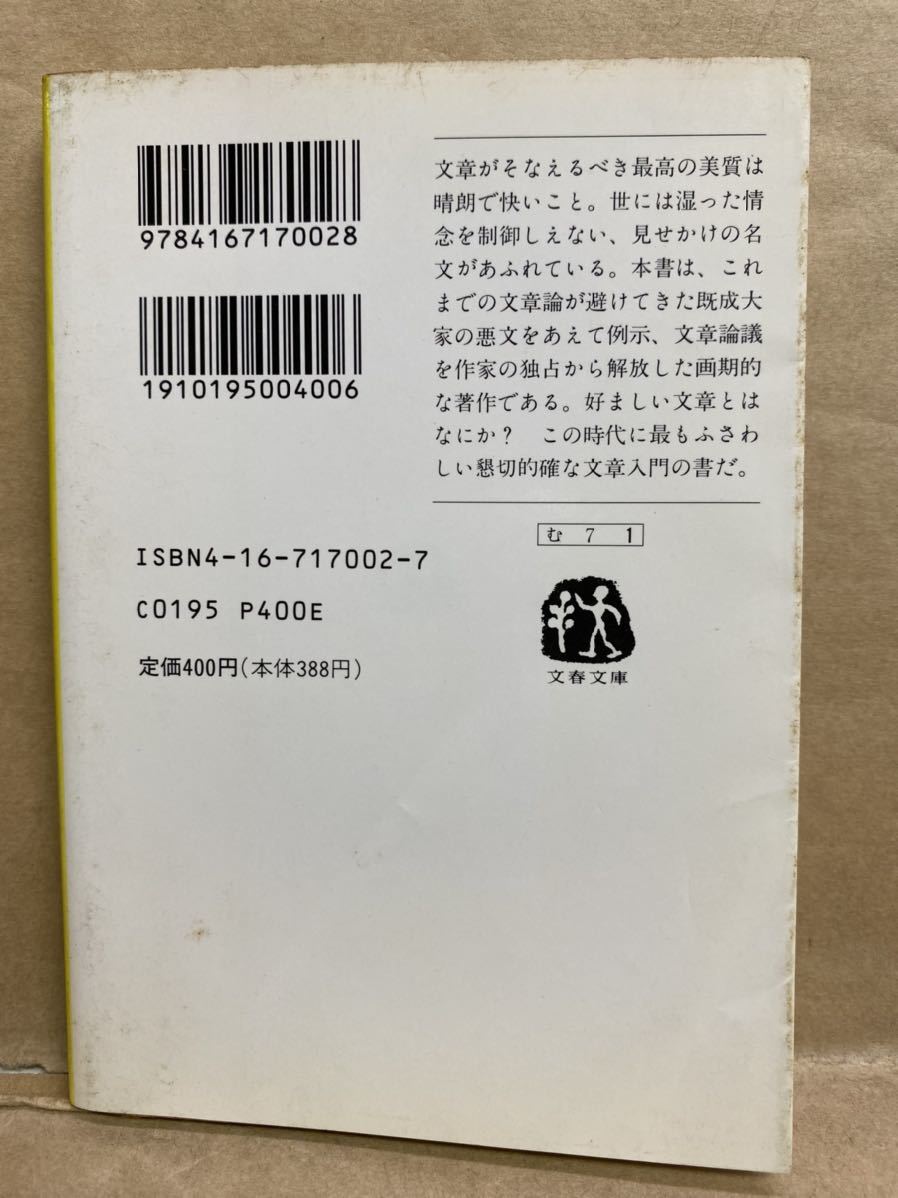 9784167170028
1910195004006
文章がそなえるべき最高の美質は
晴朗で快いこと。世には湿った情
念を制御しえない、見せかけの名
文があふれている。本書は、これ
までの文章論が避けてきた既成大
家の悪文をあえて例示、文章論議
を作家の独占から解放した画期的
な著作である。好ましい文章とは
なにか？　この時代に最もふさわ
しい懇切的確な文章入門の書だ。
む 7 1
ISBN4-16-717002-7
C0195 P400E
定価400円(本体388円)
文春文庫